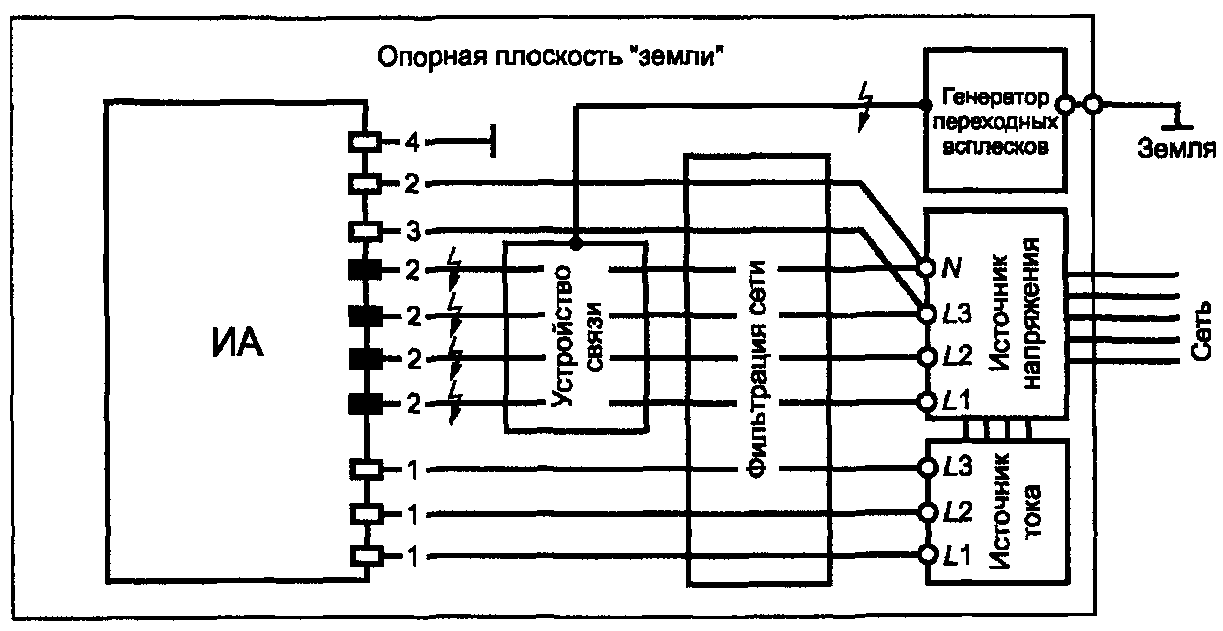 Опорная плоскость "земли"
Генератор
переходных
всплесков
Земля
ИА
4
2
3
2
2
2
2
1
1
1
Устройство
связи
Фильтрация сети
N
L3
L2
L1
Источник
напряжения
Сеть
L3
L2
L1
Источник
тока